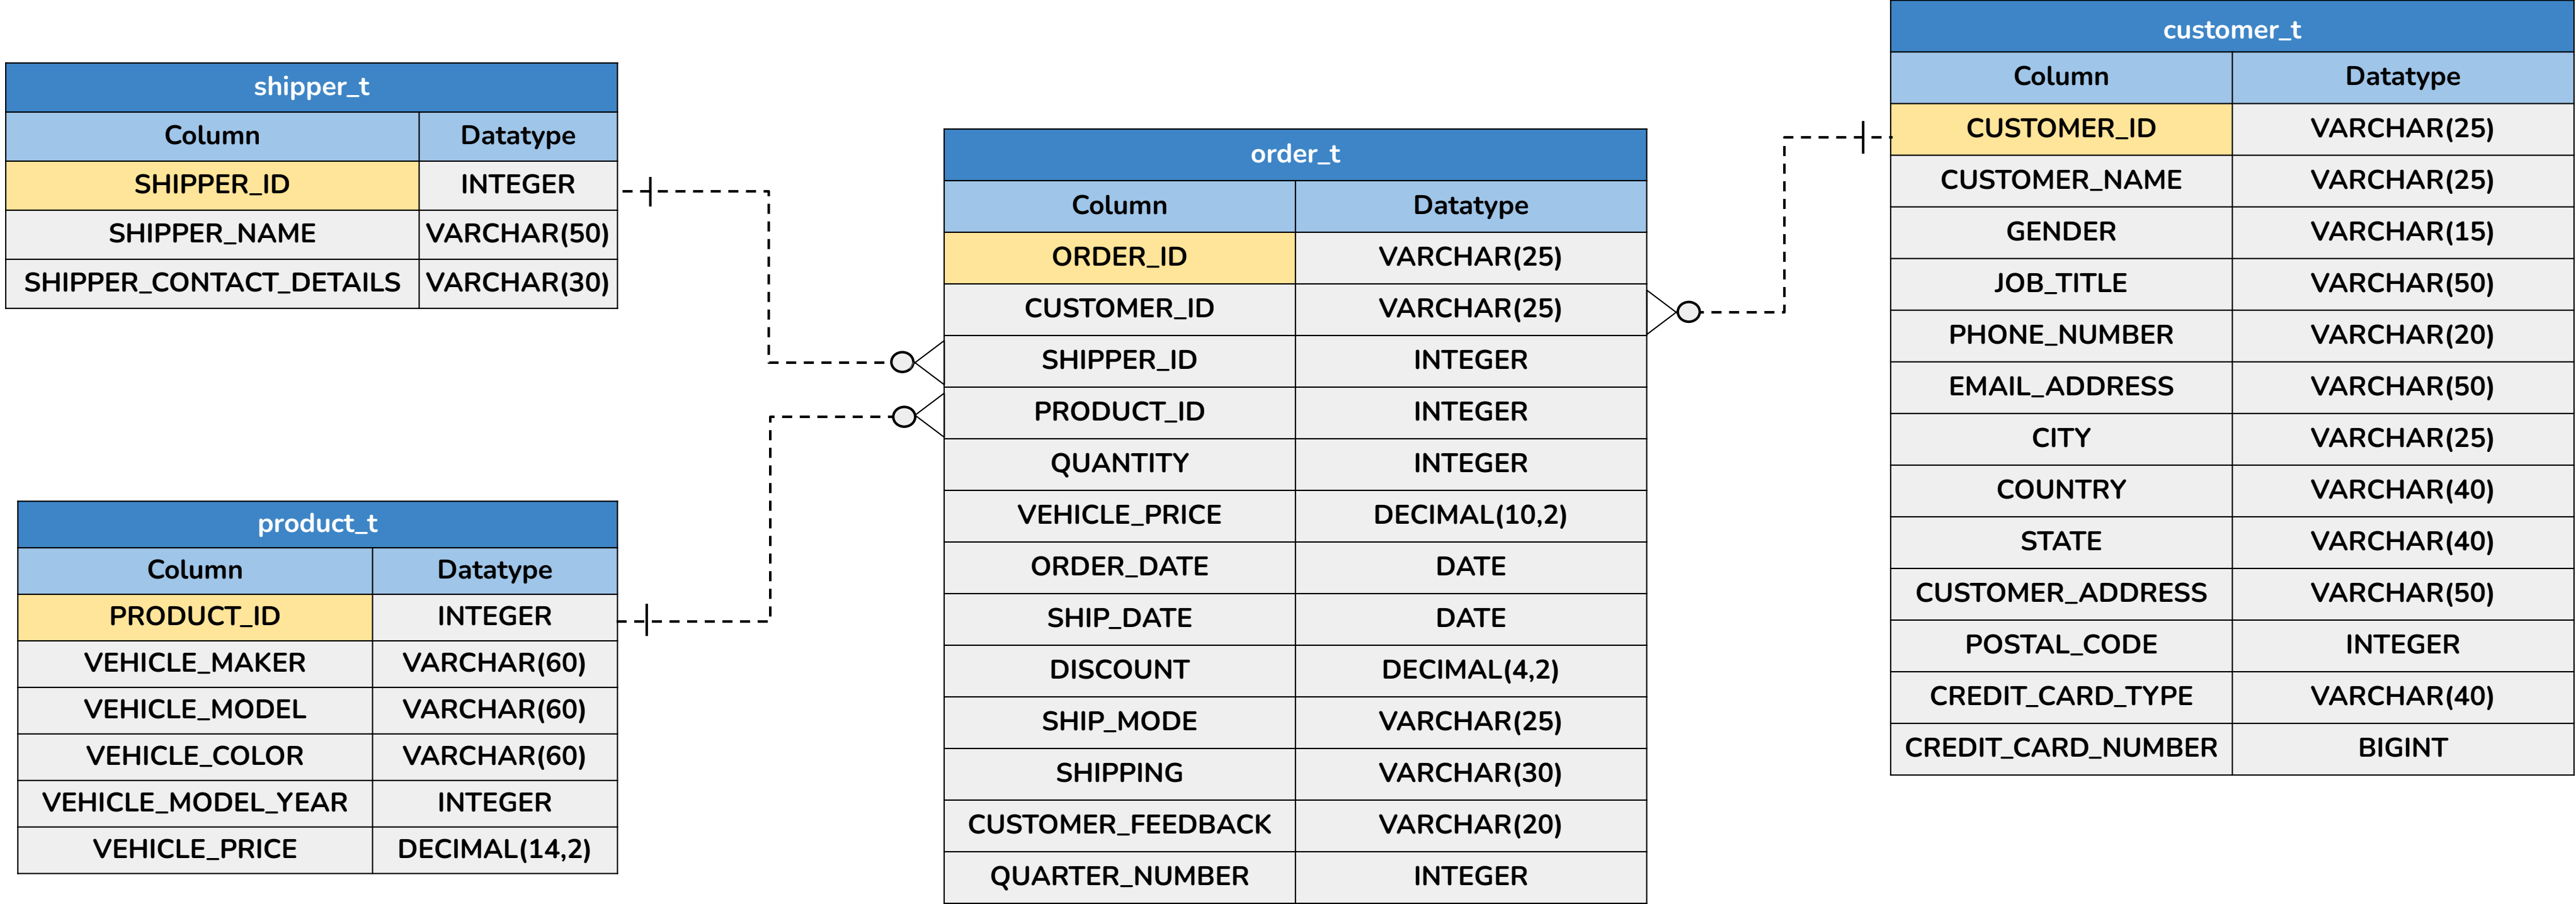 shipper_t
Column Datatype
SHIPPER_ID INTEGER
SHIPPER_NAME VARCHAR(50)
SHIPPER_CONTACT_DETAILS VARCHAR(30)
product_t
Column Datatype
PRODUCT_ID INTEGER
VEHICLE_MAKER VARCHAR(60)
VEHICLE_MODEL VARCHAR(60)
VEHICLE_COLOR VARCHAR(60)
VEHICLE_MODEL_YEAR INTEGER
VEHICLE_PRICE DECIMAL(14,2)
order_t
Column Datatype
ORDER_ID VARCHAR(25)
CUSTOMER_ID VARCHAR(25)
SHIPPER_ID INTEGER
PRODUCT_ID INTEGER
QUANTITY INTEGER
VEHICLE_PRICE DECIMAL(10,2)
ORDER_DATE DATE
SHIP_DATE DATE
DISCOUNT DECIMAL(4,2)
SHIP_MODE VARCHAR(25)
SHIPPING VARCHAR(30)
CUSTOMER_FEEDBACK VARCHAR(20)
QUARTER_NUMBER INTEGER
customer_t
Column Datatype
CUSTOMER_ID VARCHAR(25)
CUSTOMER_NAME VARCHAR(25)
GENDER VARCHAR(15)
JOB_TITLE VARCHAR(50)
PHONE_NUMBER VARCHAR(20)
EMAIL_ADDRESS VARCHAR(50)
CITY VARCHAR(25)
COUNTRY VARCHAR(40)
STATE VARCHAR(40)
CUSTOMER_ADDRESS VARCHAR(50)
POSTAL_CODE INTEGER
CREDIT_CARD_TYPE VARCHAR(40)
CREDIT_CARD_NUMBER BIGINT